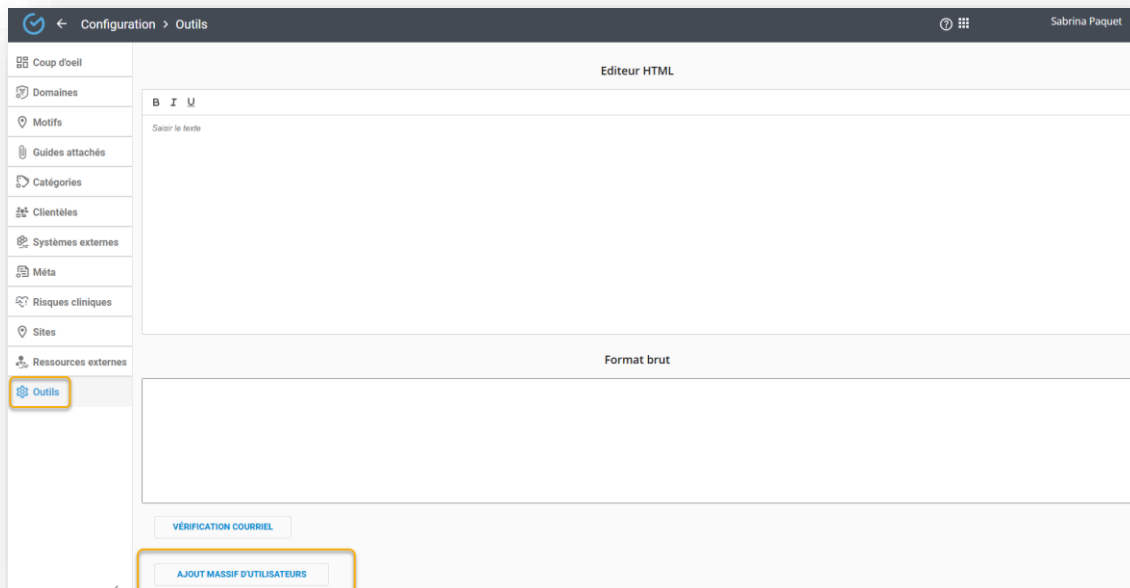 Configuration > Outils
Sabrina Paquet
Coup d'oeil
Domaines
Motifs
Guides attachés
Catégories
Clientèles
Systèmes externes
Méta
Risques cliniques
Sites
Ressources externes
Outils
Editeur HTML
B I U
Saisir le texte
Format brut
VÉRIFICATION COURRIEL
AJOUT MASSIF D'UTILISATEURS